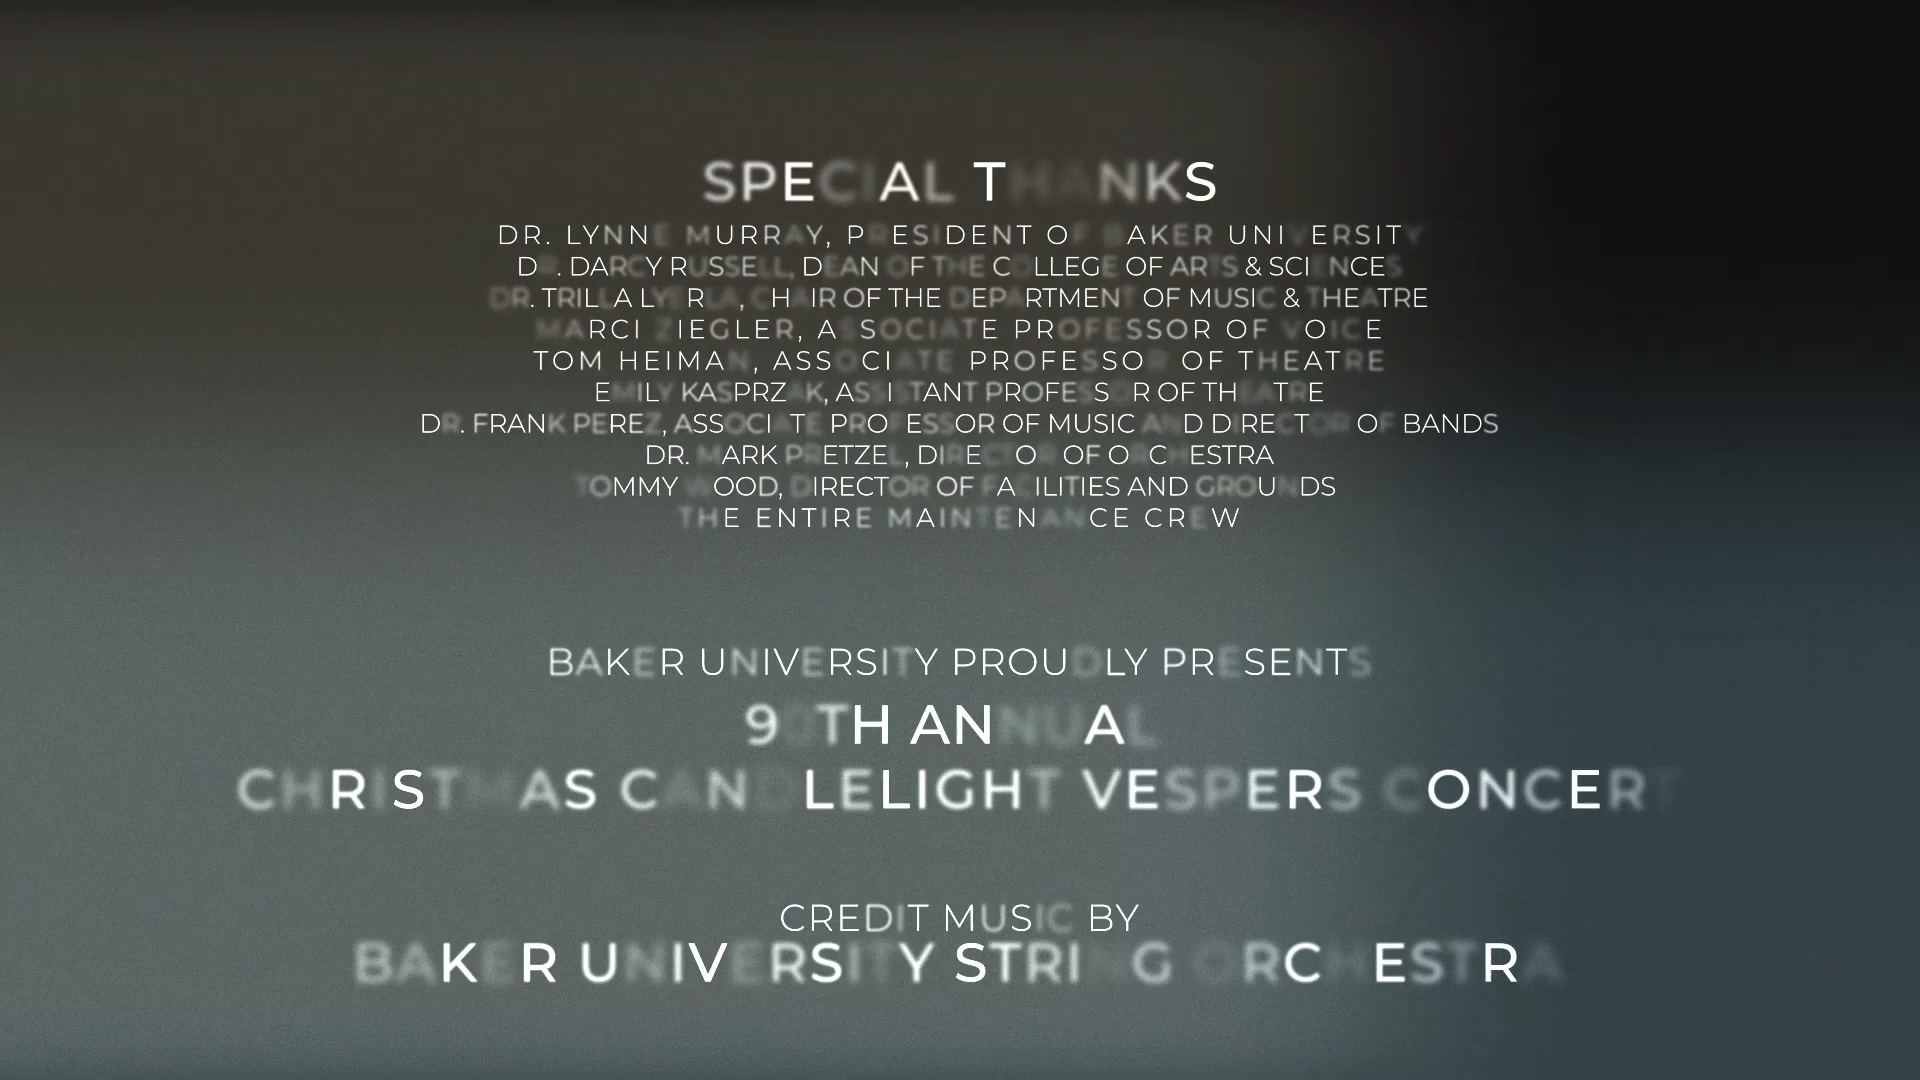 SPECIAL THANKS
DR. LYNNE MURRAY, PRESIDENT OF BAKER UNIVERSITY
DR. DARCY RUSSELL, DEAN OF THE COLLEGE OF ARTS & SCIENCES
DR. TRILLA LYERLA, CHAIR OF THE DEPARTMENT OF MUSIC & THEATRE
MARCI ZIEGLER, ASSOCIATE PROFESSOR OF VOICE
TOM HEIMAN, ASSOCIATE PROFESSOR OF THEATRE
EMILY KASPRZAK, ASSISTANT PROFESSOR OF THEATRE
DR. FRANK PEREZ, ASSOCIATE PROFESSOR OF MUSIC AND DIRECTOR OF BANDS
DR. MARK PRETZEL, DIRECTOR OF ORCHESTRA
TOMMY WOOD, DIRECTOR OF FACILITIES AND GROUNDS
THE ENTIRE MAINTENANCE CREW
BAKER UNIVERSITY PROUDLY PRESENTS
90TH ANNUAL
CHRISTMAS CANDLELIGHT VESPERS CONCERT
CREDIT MUSIC BY
BAKER UNIVERSITY STRING ORCHESTRA